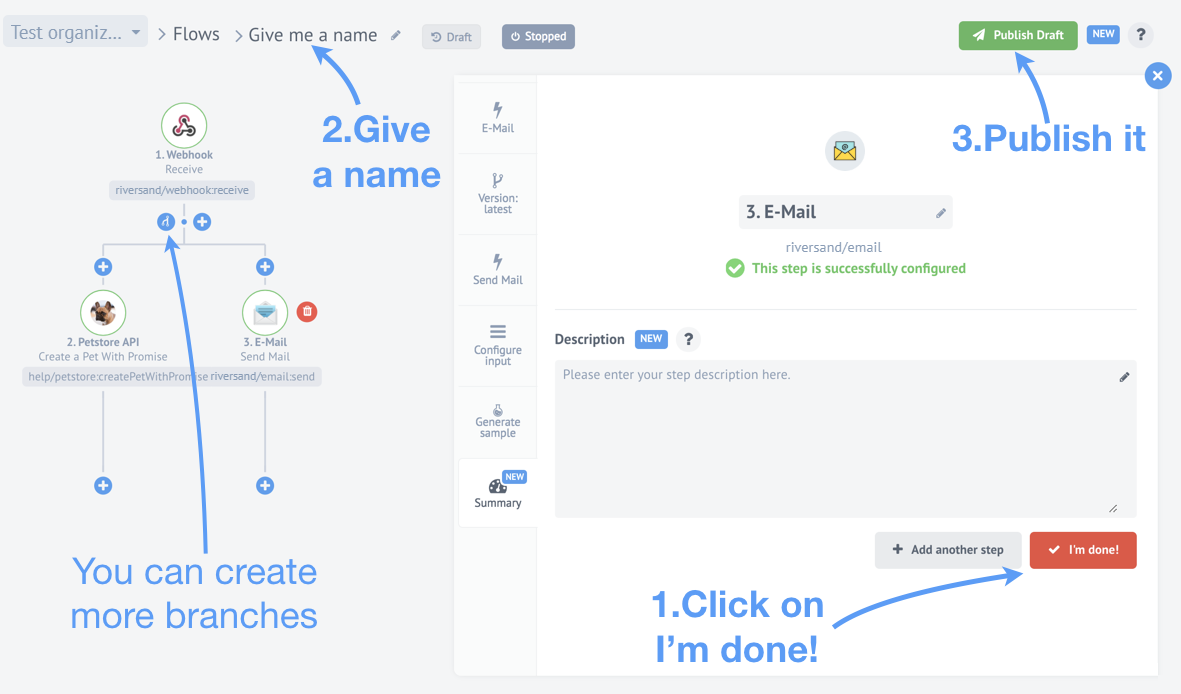 Test organiz...
Flows
Give me a name
Draft
Stopped
Publish Draft
NEW
?
2.Give
a name
3.Publish it
1. Webhook
Receive
riversand/webhook:receive
2. Petstore API
Create a Pet With Promise
help/petstore:createPetWithPromise
3. E-Mail
Send Mail
riversand/email:send
You can create
more branches
E-Mail
Version:
latest
Send Mail
Configure
input
Generate
sample
NEW
Summary
3. E-Mail
riversand/email
This step is successfully configured
Description
NEW
?
Please enter your step description here.
Add another step
I'm done!
1.Click on
I'm done!